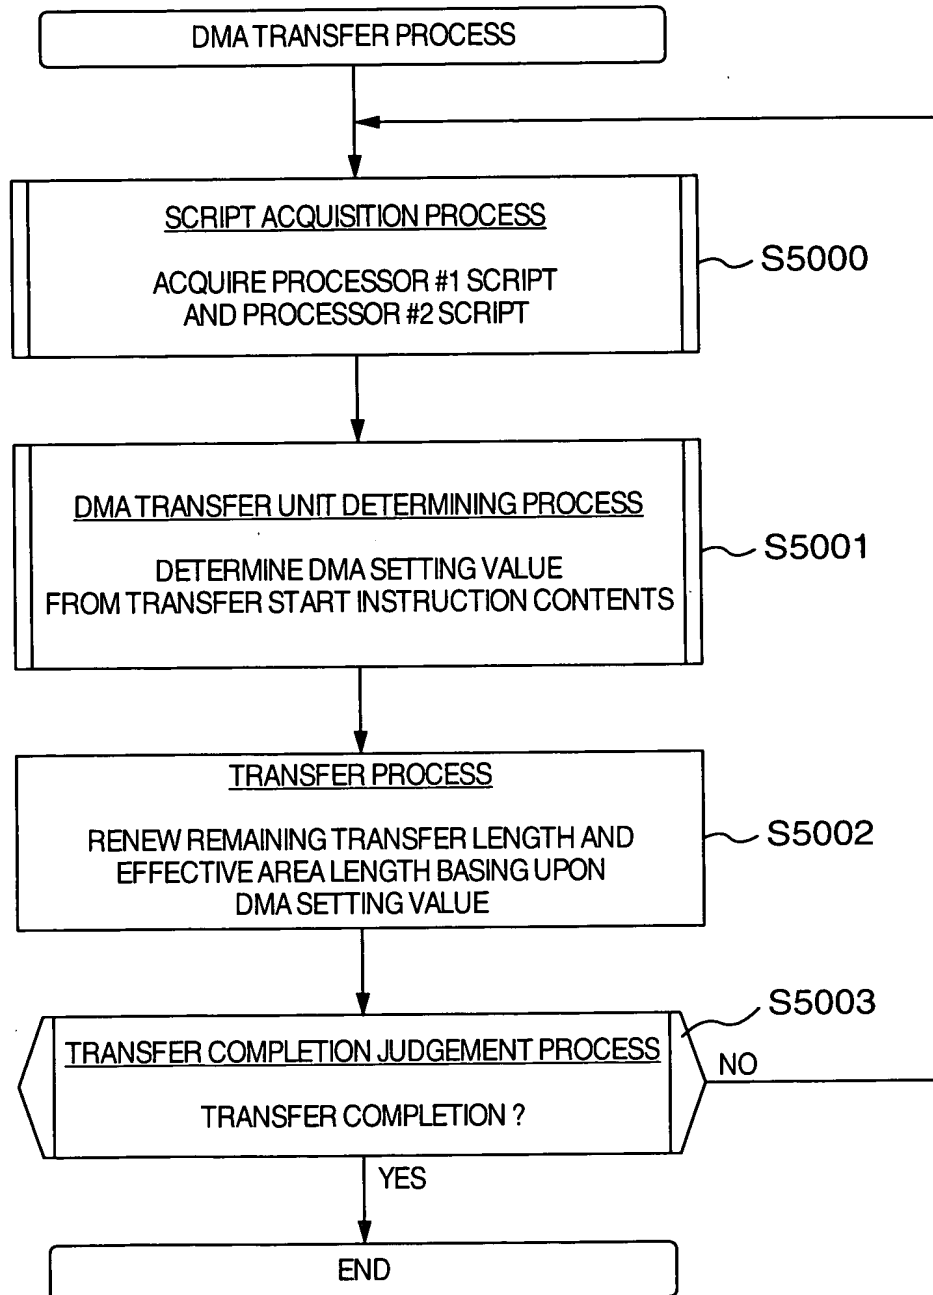 DMA TRANSFER PROCESS
SCRIPT ACQUISITION PROCESS
ACQUIRE PROCESSOR #1 SCRIPT
AND PROCESSOR #2 SCRIPT
S5000
DMA TRANSFER UNIT DETERMINING PROCESS
DETERMINE DMA SETTING VALUE
FROM TRANSFER START INSTRUCTION CONTENTS
S5001
TRANSFER PROCESS
RENEW REMAINING TRANSFER LENGTH AND
EFFECTIVE AREA LENGTH BASING UPON
DMA SETTING VALUE
S5002
S5003
TRANSFER COMPLETION JUDGEMENT PROCESS
TRANSFER COMPLETION ?
NO
YES
END